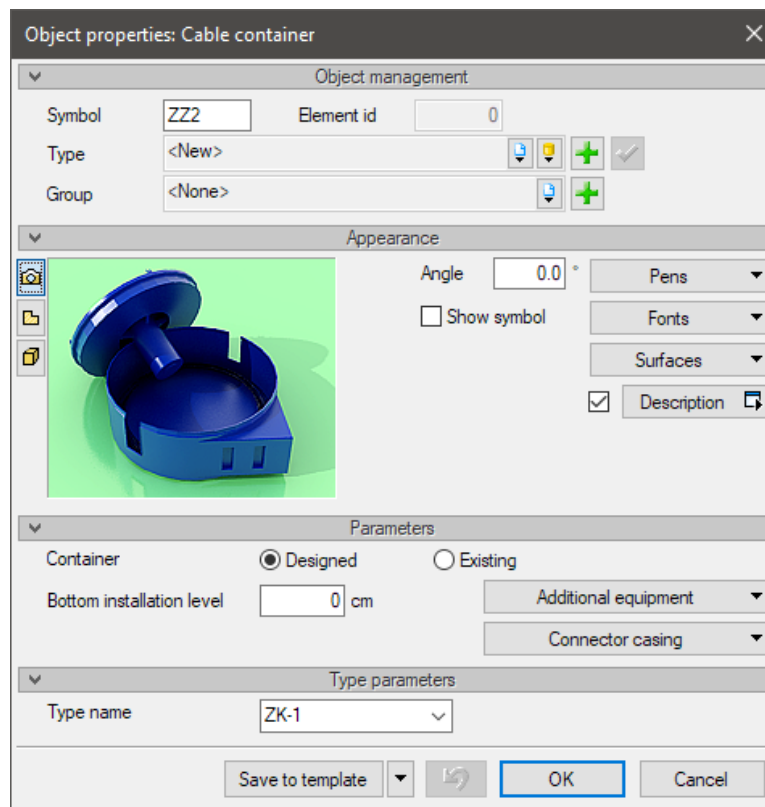 Object properties: Cable container
Object management
Symbol ZZ2 Element id 0
Type <New>
Group <None>
Appearance
Angle 0.0 ° Pens
Show symbol Fonts
Surfaces
Description
Parameters
Container Designed Existing
Bottom installation level 0 cm Additional equipment
Connector casing
Type parameters
Type name ZK-1
Save to template OK Cancel